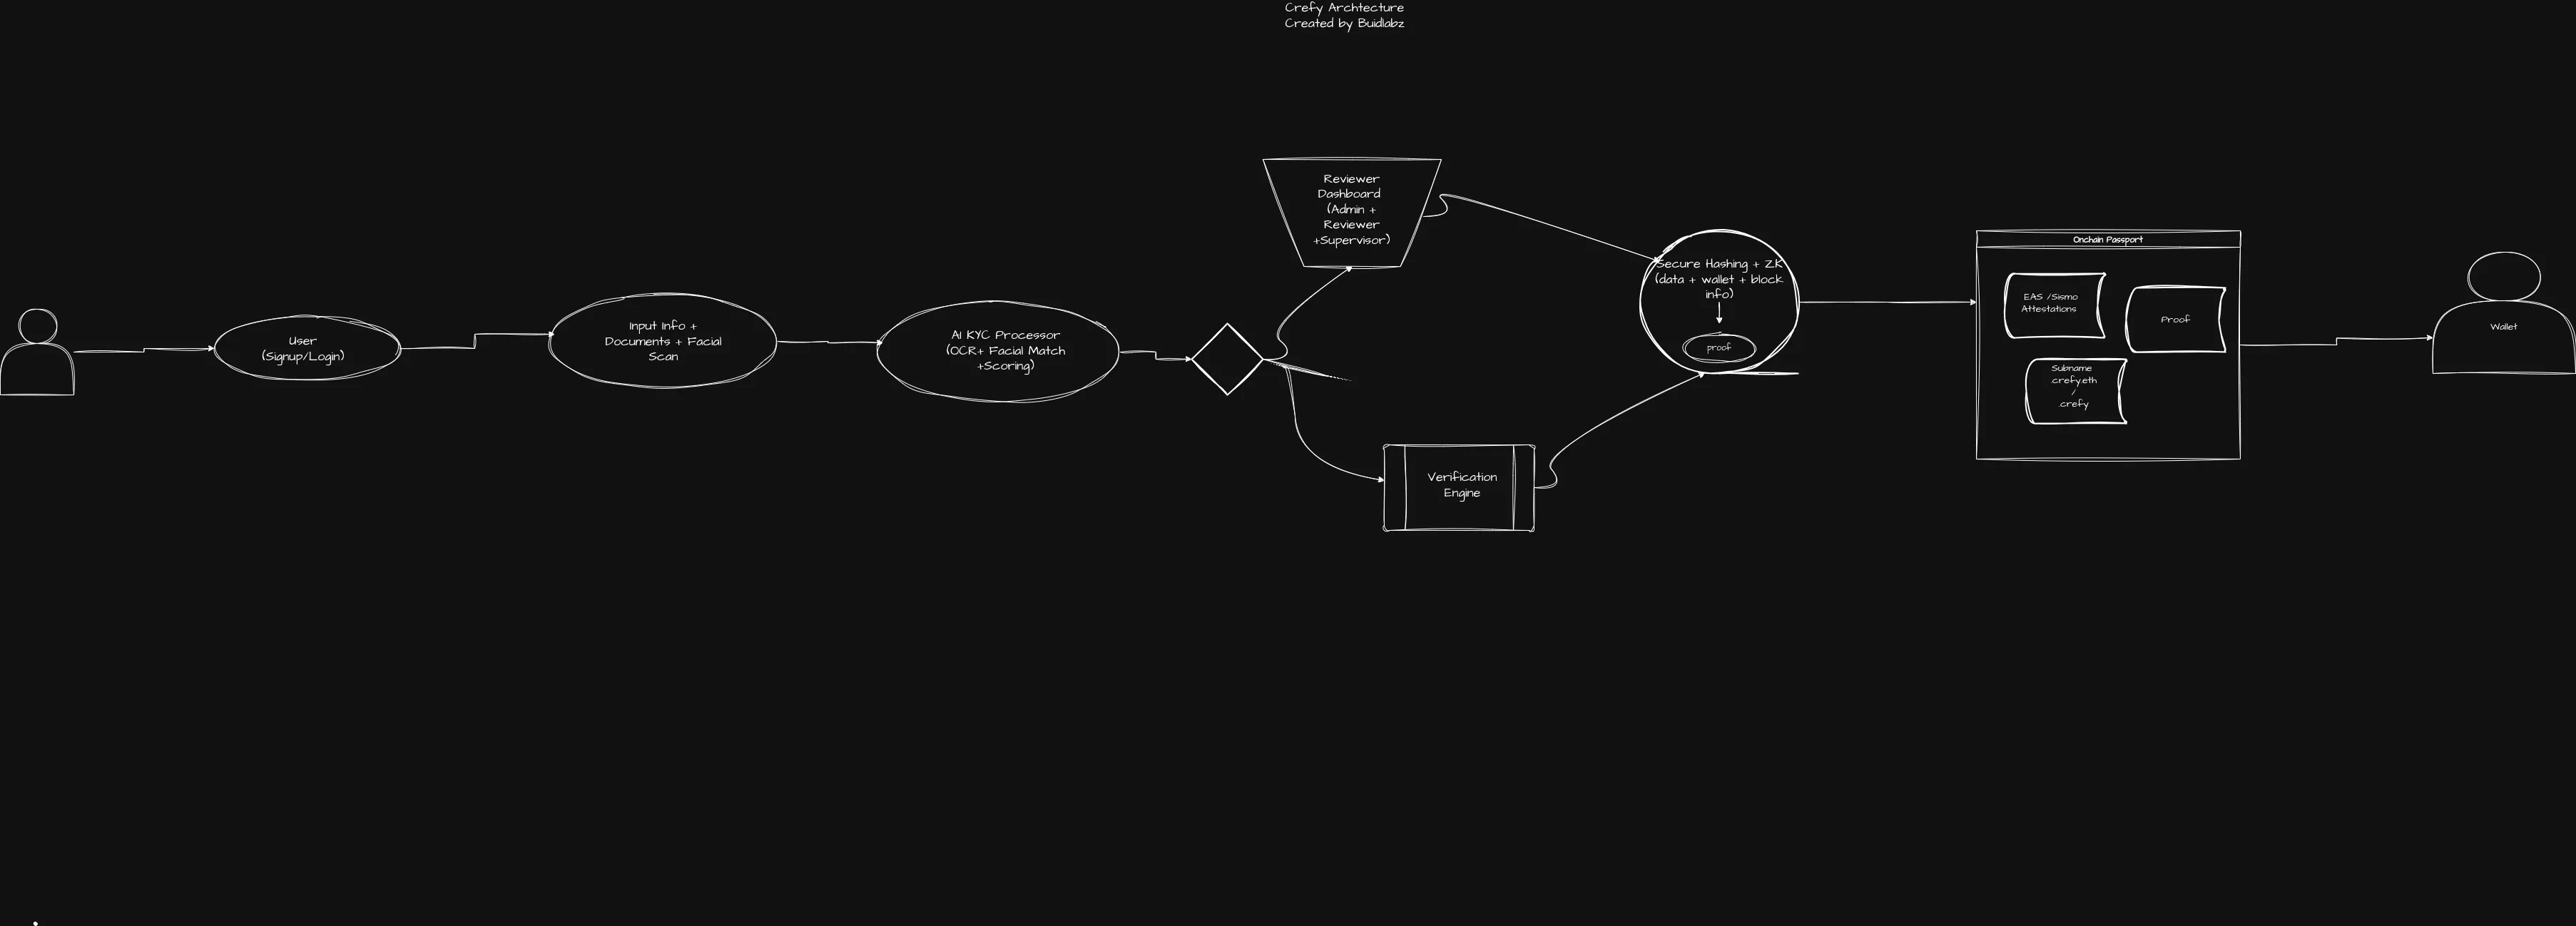 Crefy Archtecture
Created by Buidlabz
User
(Signup/Login)
Input Info +
Documents + Facial
Scan
AI KYC Processor
(OCR+ Facial Match
+Scoring)
Reviewer
Dashboard
(Admin +
Reviewer
+Supervisor)
Verification
Engine
Secure Hashing + ZK
(data + wallet + block
info)
proof
Onchain Passport
EAS /Sismo
Attestations
Proof
Subname
.crefy.eth
/
.crefy
Wallet